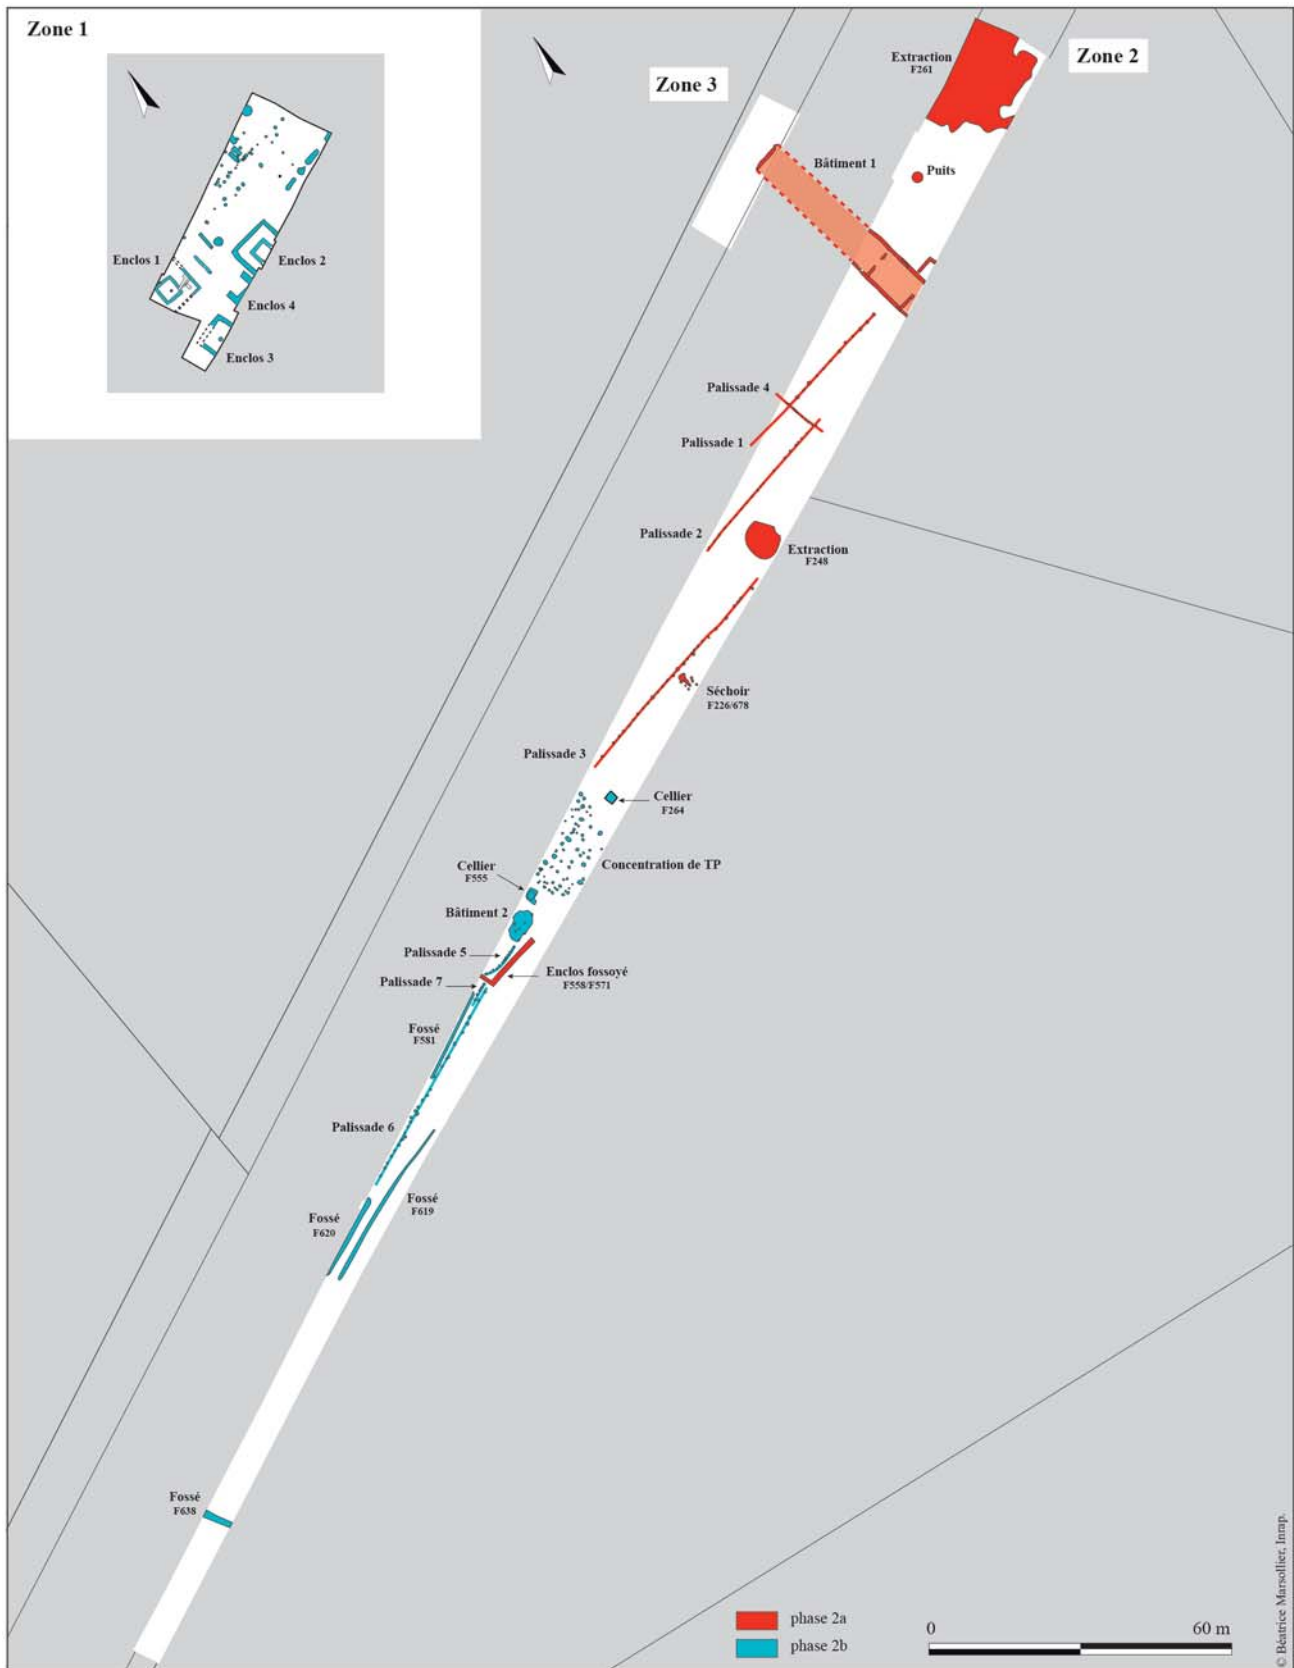 Zone 1
Enclos 1
Enclos 2
Enclos 4
Enclos 3
Zone 3
Zone 2
Extraction
F261
Puits
Bâtiment 1
Palissade 4
Palissade 1
Palissade 2
Extraction
F248
Séchoir
F226/678
Palissade 3
Cellier
F264
Concentration de TP
Cellier
F555
Bâtiment 2
Palissade 5
Palissade 7
Enclos fossoyé
F558/F571
Fossé
F581
Palissade 6
Fossé
F619
Fossé
F620
Fossé
F638
phase 2a
phase 2b
0 60 m
© Béatrice Marsollier, Inrap.